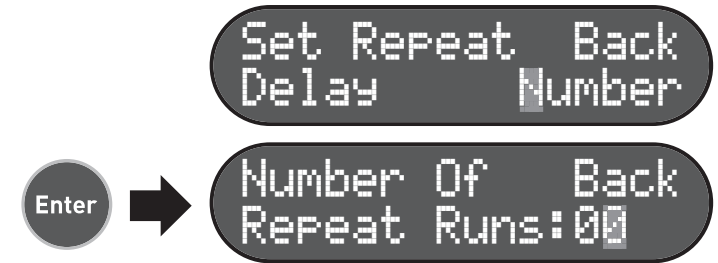 Set Repeat Back
Delay Number
Enter
Number Of Back
Repeat Runs:00